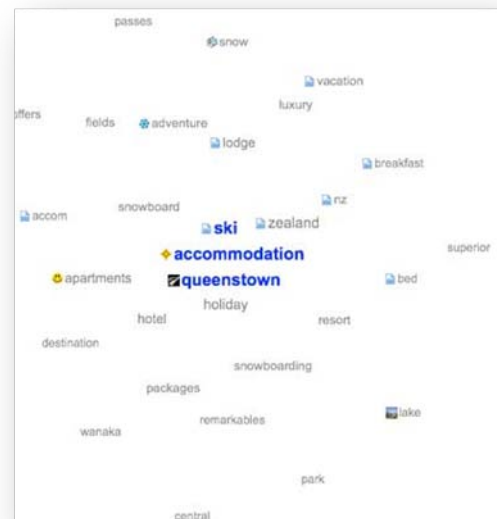 passes
snow
vacation
luxury
offers
fields
adventure
lodge
breakfast
nz
snowboard
accom
ski
zealand
superior
accommodation
apartments
queenstown
bed
holiday
hotel
resort
destination
snowboarding
packages
lake
remarkables
wanaka
park
central